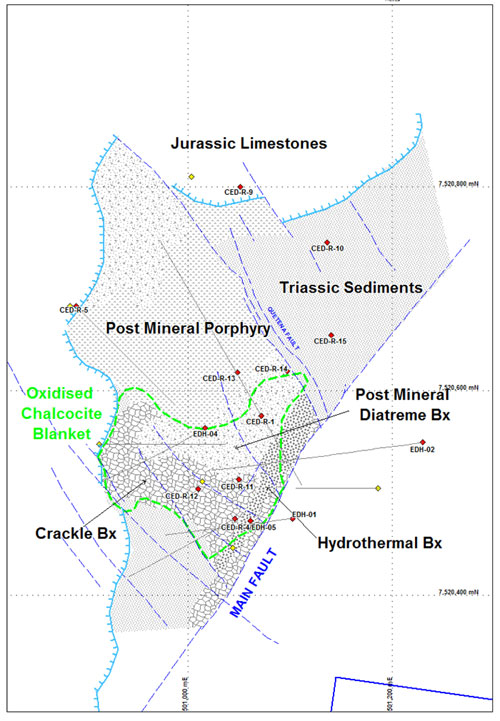 Jurassic Limestones
CED-R-9
7,520,800 mN
CED-R-10
Triassic Sediments
CED-R-5
QUETENA FAULT
Post Mineral Porphyry
CED-R-15
CED-R-13
CED-R-14
7,520,600 mN
Oxidised
Chalcocite
Blanket
Post Mineral
Diatreme Bx
CED-R-1
EDH-04
EDH-02
CED-R-11
CED-R-12
EDH-01
CED-R-4/EDH-05
Crackle Bx
Hydrothermal Bx
MAIN FAULT
7,520,400 mN
501,000 mE
501,200 mE